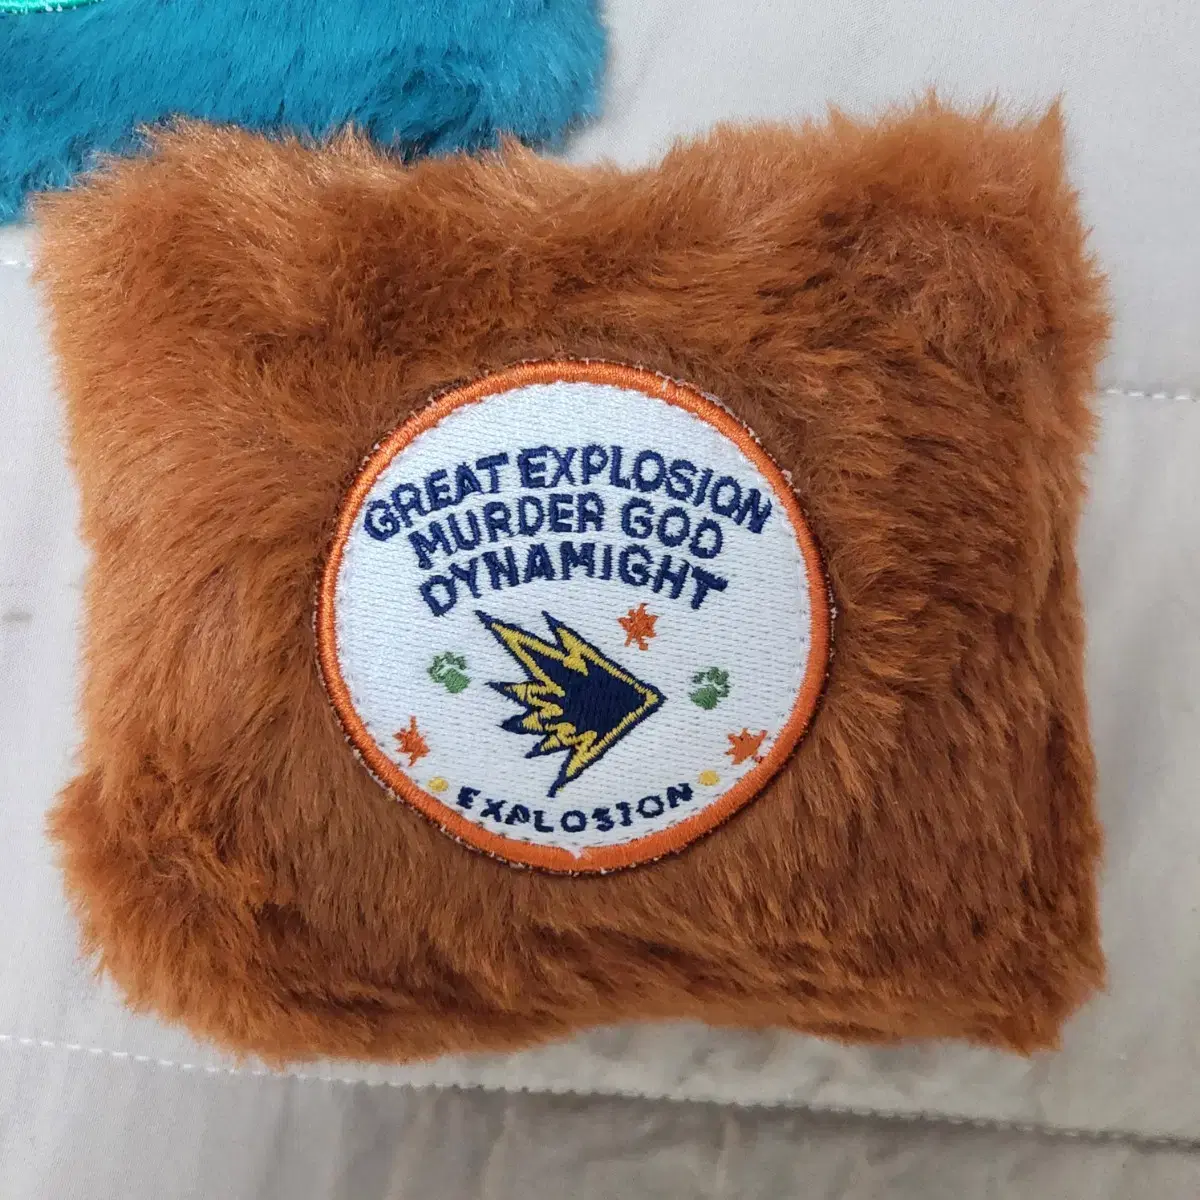 GREAT EXPLOSION
MURDER GOD
DYNAMIGHT
EXPLOSION